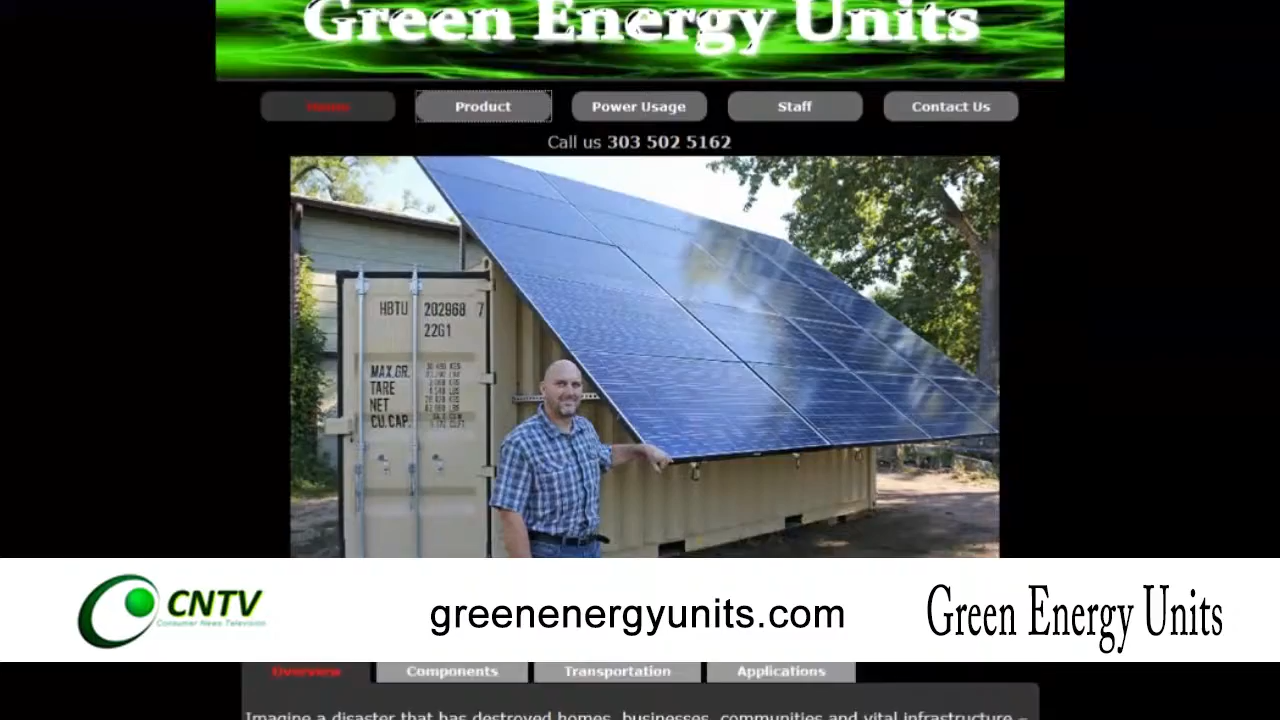 Green Energy Units
Home Product Power Usage Staff Contact Us
Call us 303 502 5162
HBTU 202968 7
22G1
MAX.GR.
TARE
NET
CU.CAP.
CNTV
Consumer News Television
greenenergyunits.com
Green Energy Units
Overview Components Transportation Applications
Imagine a disaster that has destroyed homes, businesses, communities and vital infrastructure –